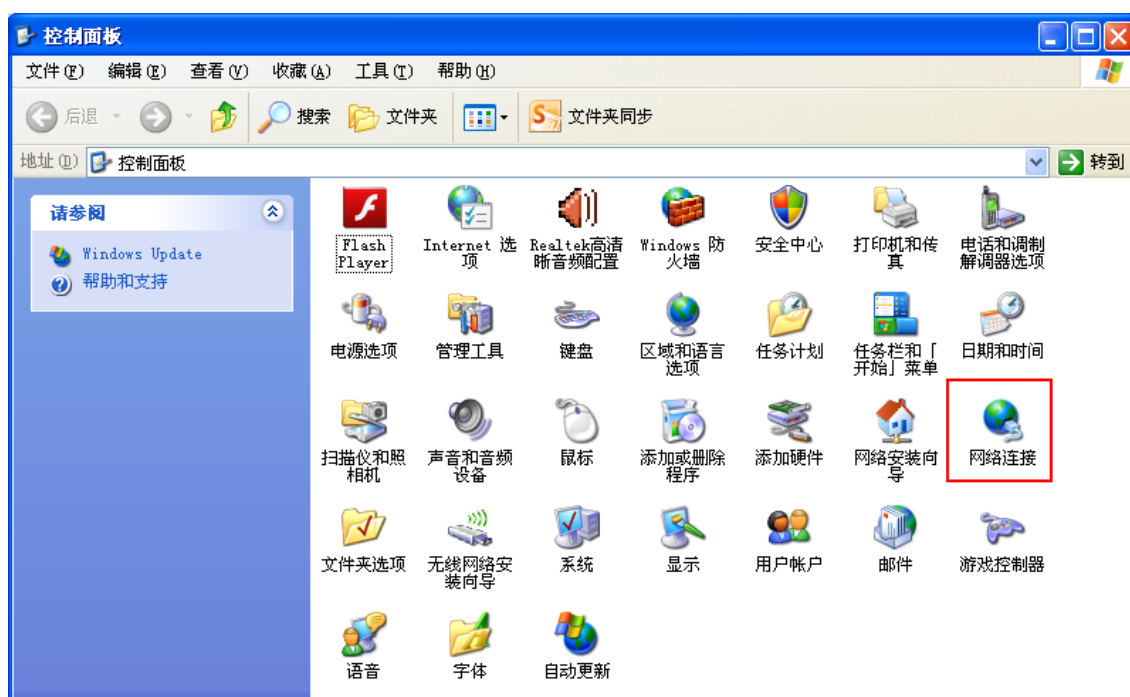 控制面板
文件(F) 编辑(E) 查看(V) 收藏(A) 工具(T) 帮助(H)
后退 搜索 文件夹 文件夹同步
地址(D) 控制面板 转到
请参阅
Windows Update
帮助和支持
Flash
Player
Internet 选
项
Realtek高清
晰音频配置
Windows 防
火墙
安全中心
打印机和传
真
电话和调制
解调器选项
电源选项
管理工具
键盘
区域和语言
选项
任务计划
任务栏和「
开始」菜单
日期和时间
扫描仪和照
相机
声音和音频
设备
鼠标
添加或删除
程序
添加硬件
网络安装向
导
网络连接
文件夹选项
无线网络安
装向导
系统
显示
用户帐户
邮件
游戏控制器
语音
字体
自动更新